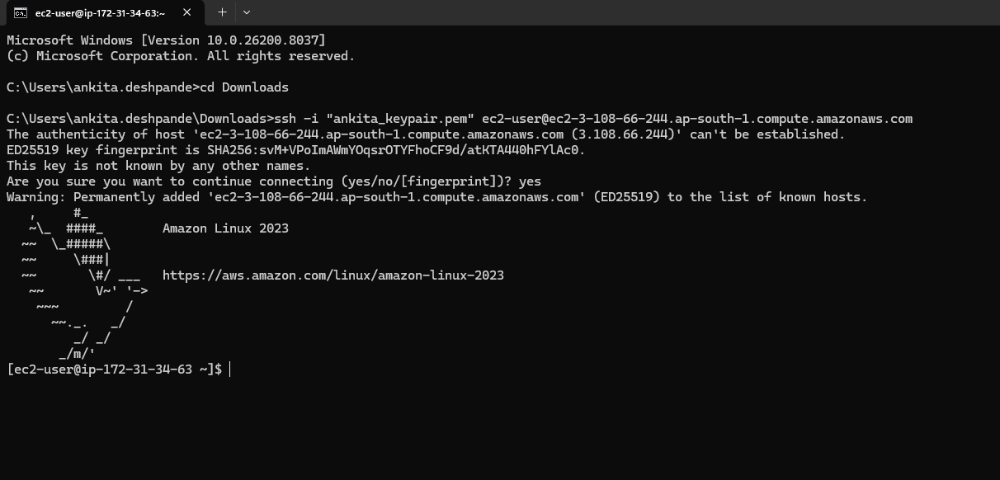 ec2-user@ip-172-31-34-63:~
Microsoft Windows [Version 10.0.26200.8037]
(c) Microsoft Corporation. All rights reserved.
C:\Users\ankita.deshpande>cd Downloads
C:\Users\ankita.deshpande\Downloads>ssh -i "ankita_keypair.pem" ec2-user@ec2-3-108-66-244.ap-south-1.compute.amazonaws.com
The authenticity of host 'ec2-3-108-66-244.ap-south-1.compute.amazonaws.com (3.108.66.244)' can't be established.
ED25519 key fingerprint is SHA256:svM+VPoImAWmYOqsrOTYFhoCF9d/atKTA440hFYlAc0.
This key is not known by any other names.
Are you sure you want to continue connecting (yes/no/[fingerprint])? yes
Warning: Permanently added 'ec2-3-108-66-244.ap-south-1.compute.amazonaws.com' (ED25519) to the list of known hosts.
   ,     #_
   ~\_  ####_        Amazon Linux 2023
  ~~  \_#####\
  ~~     \###|
  ~~       \#/ ___   https://aws.amazon.com/linux/amazon-linux-2023
   ~~       V~' '->
    ~~~         /
      ~~._.   _/
         _/ _/
       _/m/'
[ec2-user@ip-172-31-34-63 ~]$